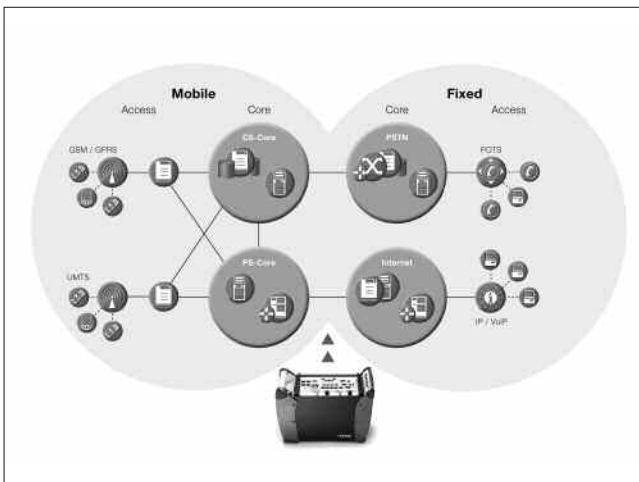 Mobile
Fixed
Access
Core
Core
Access
GSM / GPRS
CS-Core
PSTN
POTS
UMTS
PS-Core
Internet
IP / VoIP